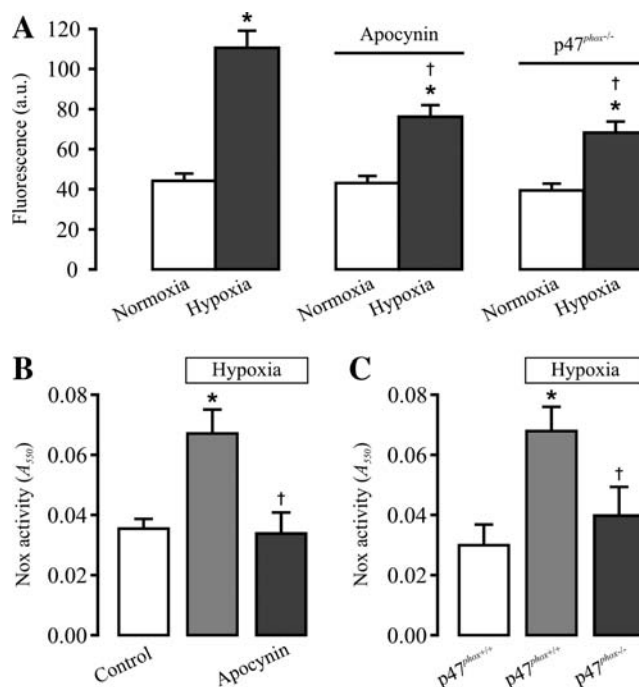 A
Fluorescence (a.u.)
120
100
80
60
40
20
0
*
Apocynin
†
*
p47phox-/-
†
*
Normoxia Hypoxia Normoxia Hypoxia Normoxia Hypoxia
B
Hypoxia
Nox activity (A550)
0.08
0.06
0.04
0.02
0.00
*
†
Control Apocynin
C
Hypoxia
Nox activity (A550)
0.08
0.06
0.04
0.02
0.00
*
†
p47phox+/+ p47phox+/+ p47phox-/-